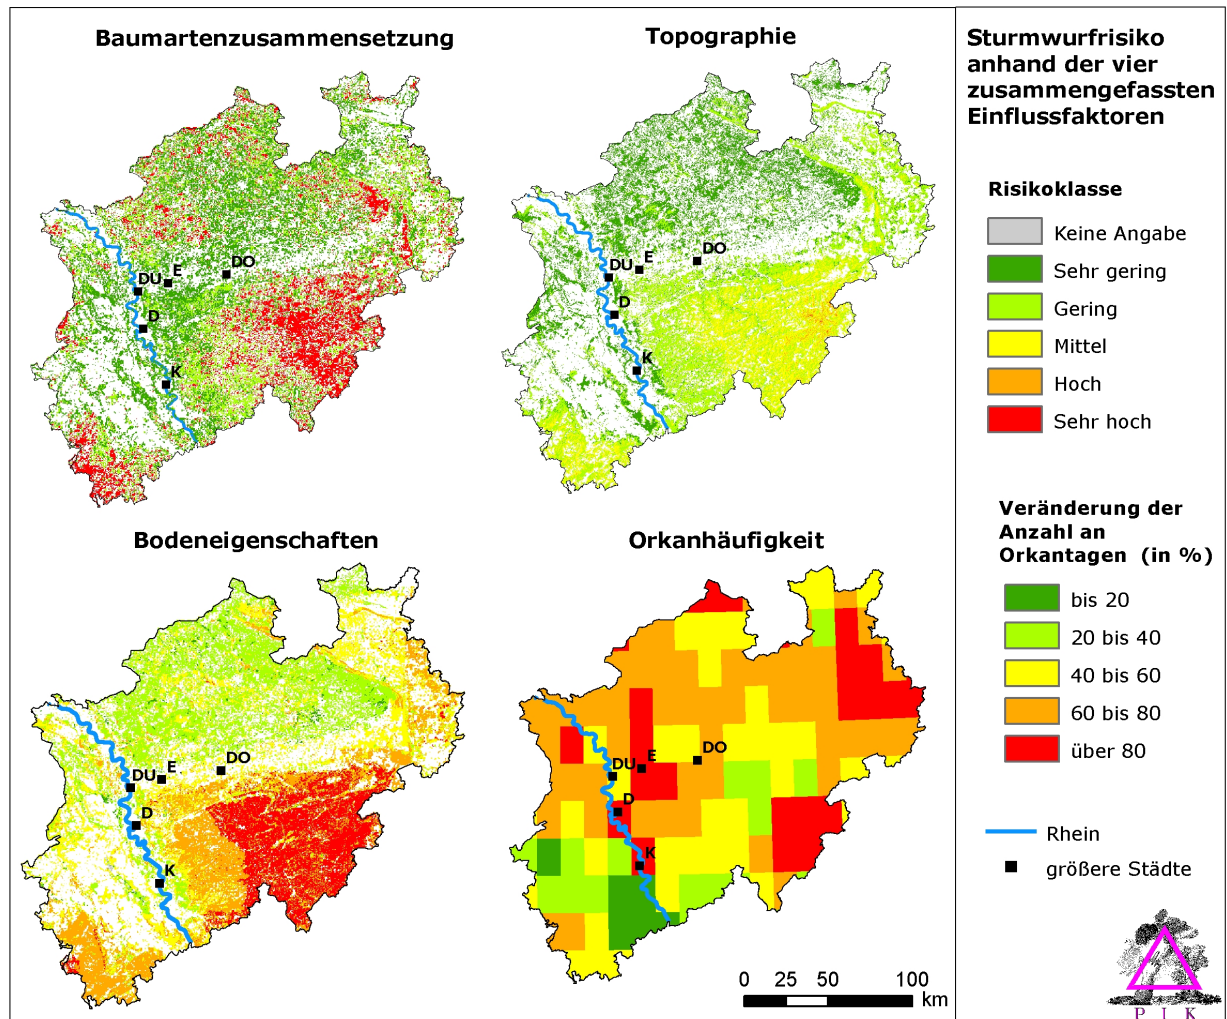 Baumartenzusammensetzung
DU
E
DO
D
K
Topographie
DU
E
DO
D
K
Bodeneigenschaften
DU
E
DO
D
K
Orkanhäufigkeit
DU
E
DO
D
K
0 25 50 100
km
Sturmwurfrisiko
anhand der vier
zusammengefassten
Einflussfaktoren
Risikoklasse
Keine Angabe
Sehr gering
Gering
Mittel
Hoch
Sehr hoch
Veränderung der
Anzahl an
Orkantagen (in %)
bis 20
20 bis 40
40 bis 60
60 bis 80
über 80
Rhein
größere Städte
P I K